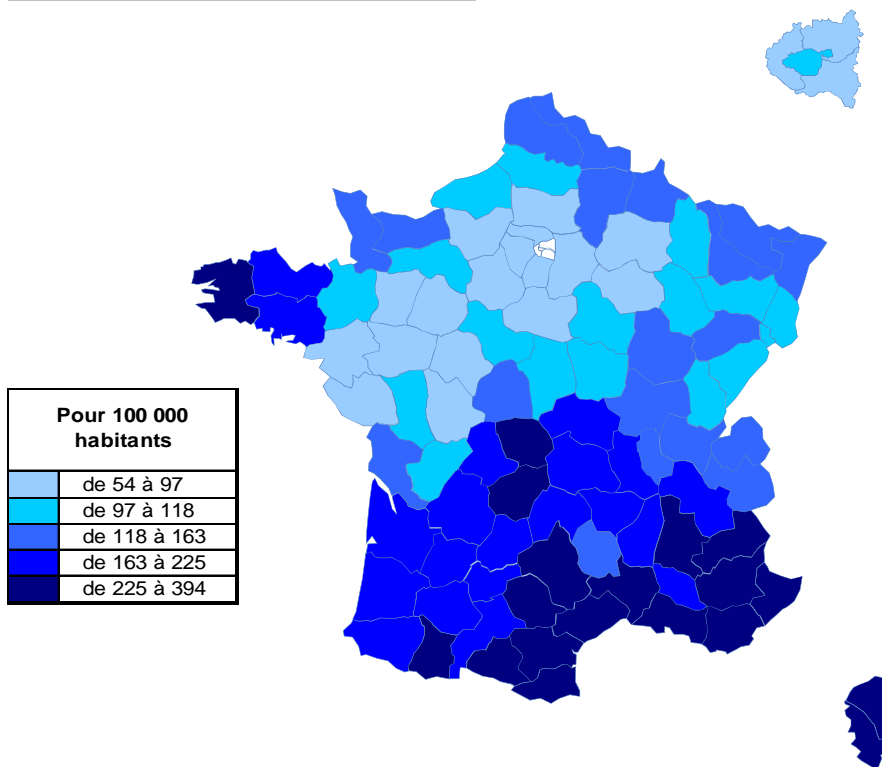 Pour 100 000
habitants
de 54 à 97
de 97 à 118
de 118 à 163
de 163 à 225
de 225 à 394